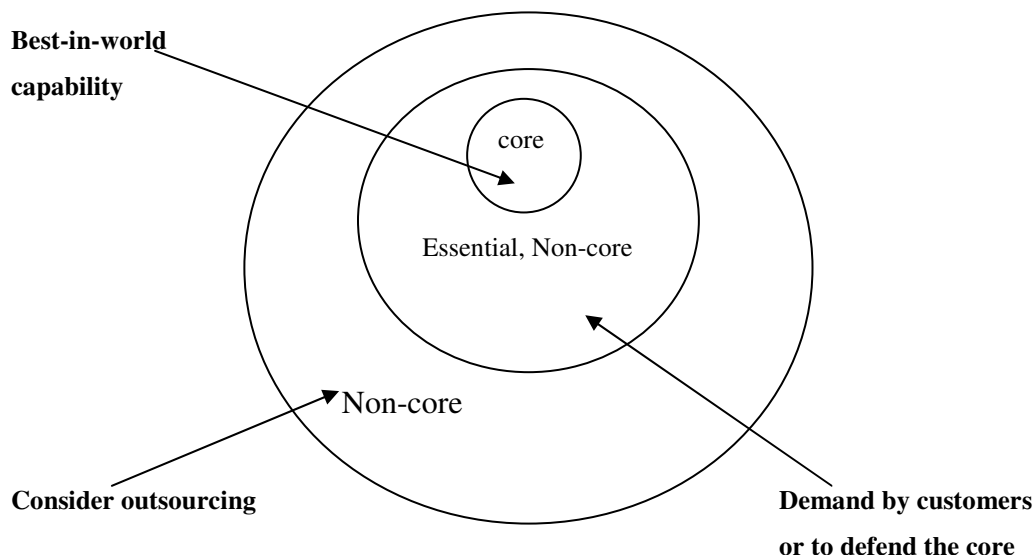 Best-in-world
capability
core
Essential, Non-core
Non-core
Consider outsourcing
Demand by customers
or to defend the core